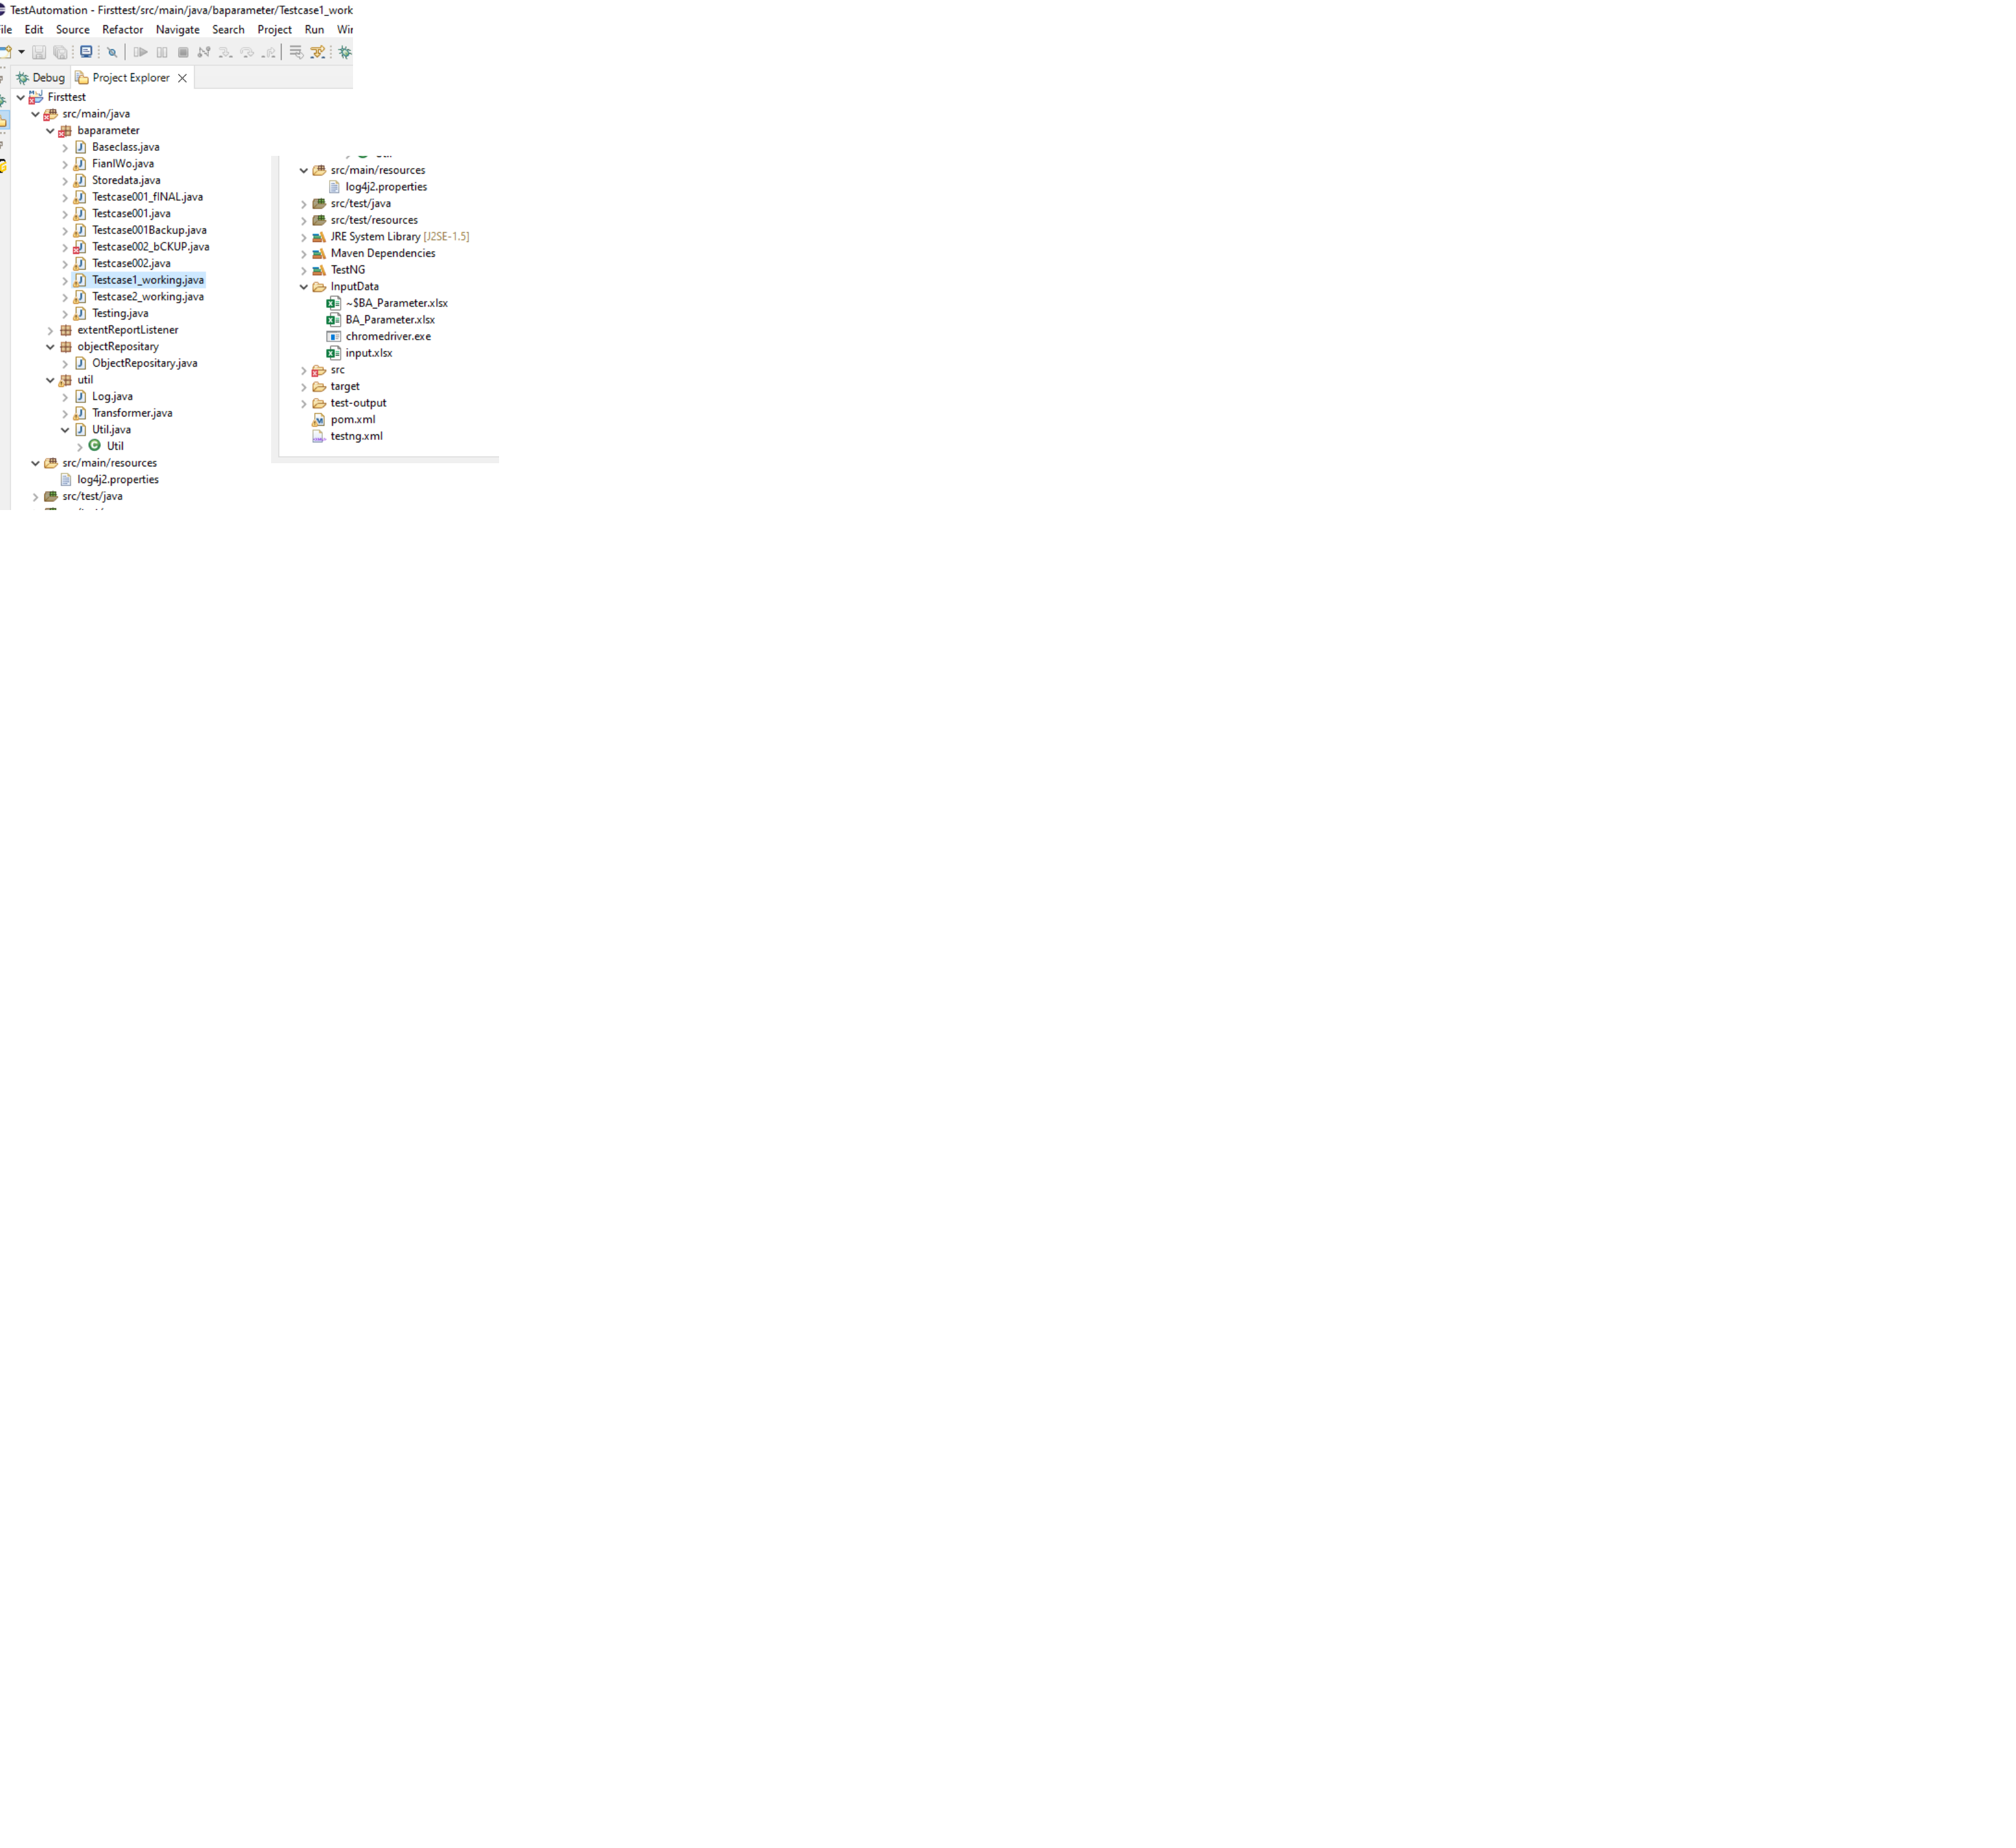 TestAutomation - Firsttest/src/main/java/baparameter/Testcase1_work
File Edit Source Refactor Navigate Search Project Run
Debug Project Explorer
Firsttest
src/main/java
baparameter
Baseclass.java
FianlWo.java
Storedata.java
Testcase001_fINAL.java
Testcase001.java
Testcase001Backup.java
Testcase002_bCKUP.java
Testcase002.java
Testcase1_working.java
Testcase2_working.java
Testing.java
extentReportListener
objectRepositary
ObjectRepositary.java
util
Log.java
Transformer.java
Util.java
Util
src/main/resources
log4j2.properties
src/test/java
src/main/resources
log4j2.properties
src/test/java
src/test/resources
JRE System Library [J2SE-1.5]
Maven Dependencies
TestNG
InputData
~$BA_Parameter.xlsx
BA_Parameter.xlsx
chromedriver.exe
input.xlsx
src
target
test-output
pom.xml
testng.xml